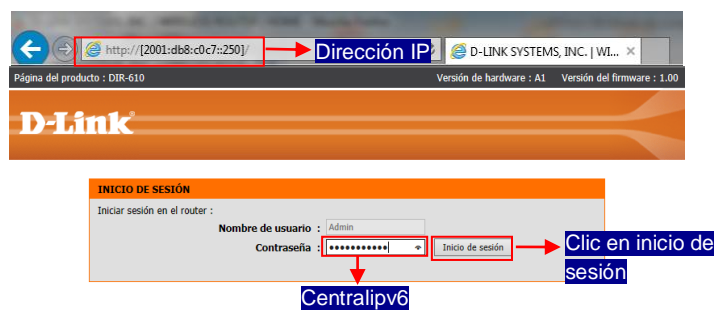 http://[2001:db8:c0c7::250]/ Dirección IP D-LINK SYSTEMS, INC. | WI... ×
Página del producto : DIR-610 Versión de hardware : A1 Versión del firmware : 1.00
D-Link
INICIO DE SESIÓN
Iniciar sesión en el router :
Nombre de usuario : Admin
Contraseña : ●●●●●●●●●●● Inicio de sesión
Clic en inicio de
sesión
Centralipv6